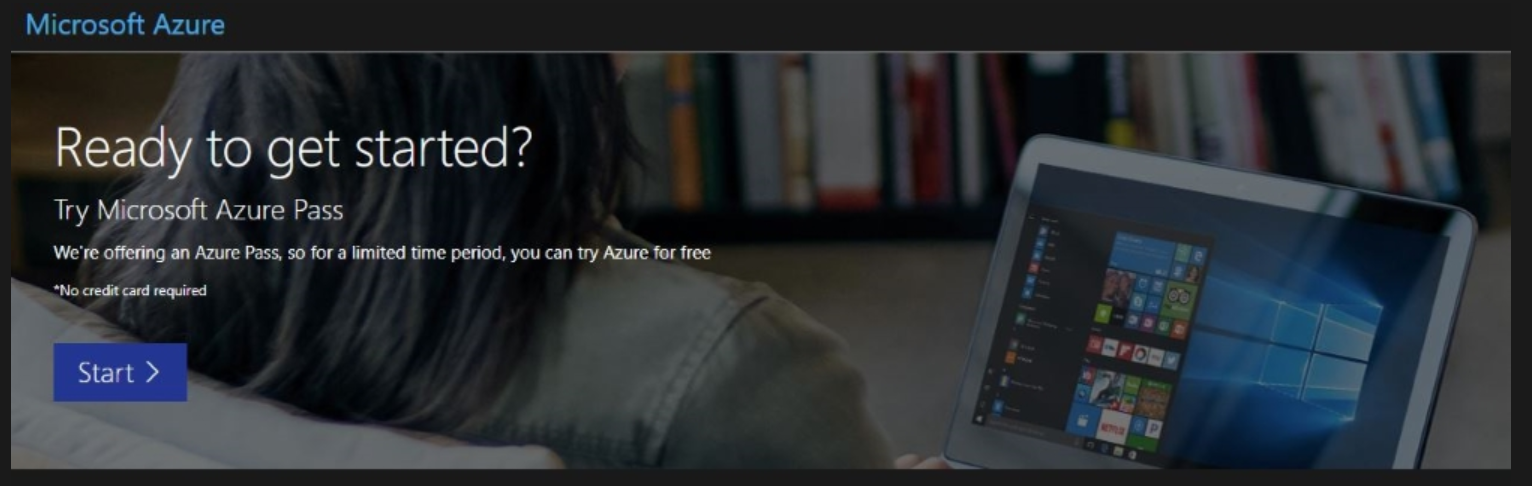 Microsoft Azure
Ready to get started?
Try Microsoft Azure Pass
We're offering an Azure Pass, so for a limited time period, you can try Azure for free
*No credit card required
Start >
NETFLIX